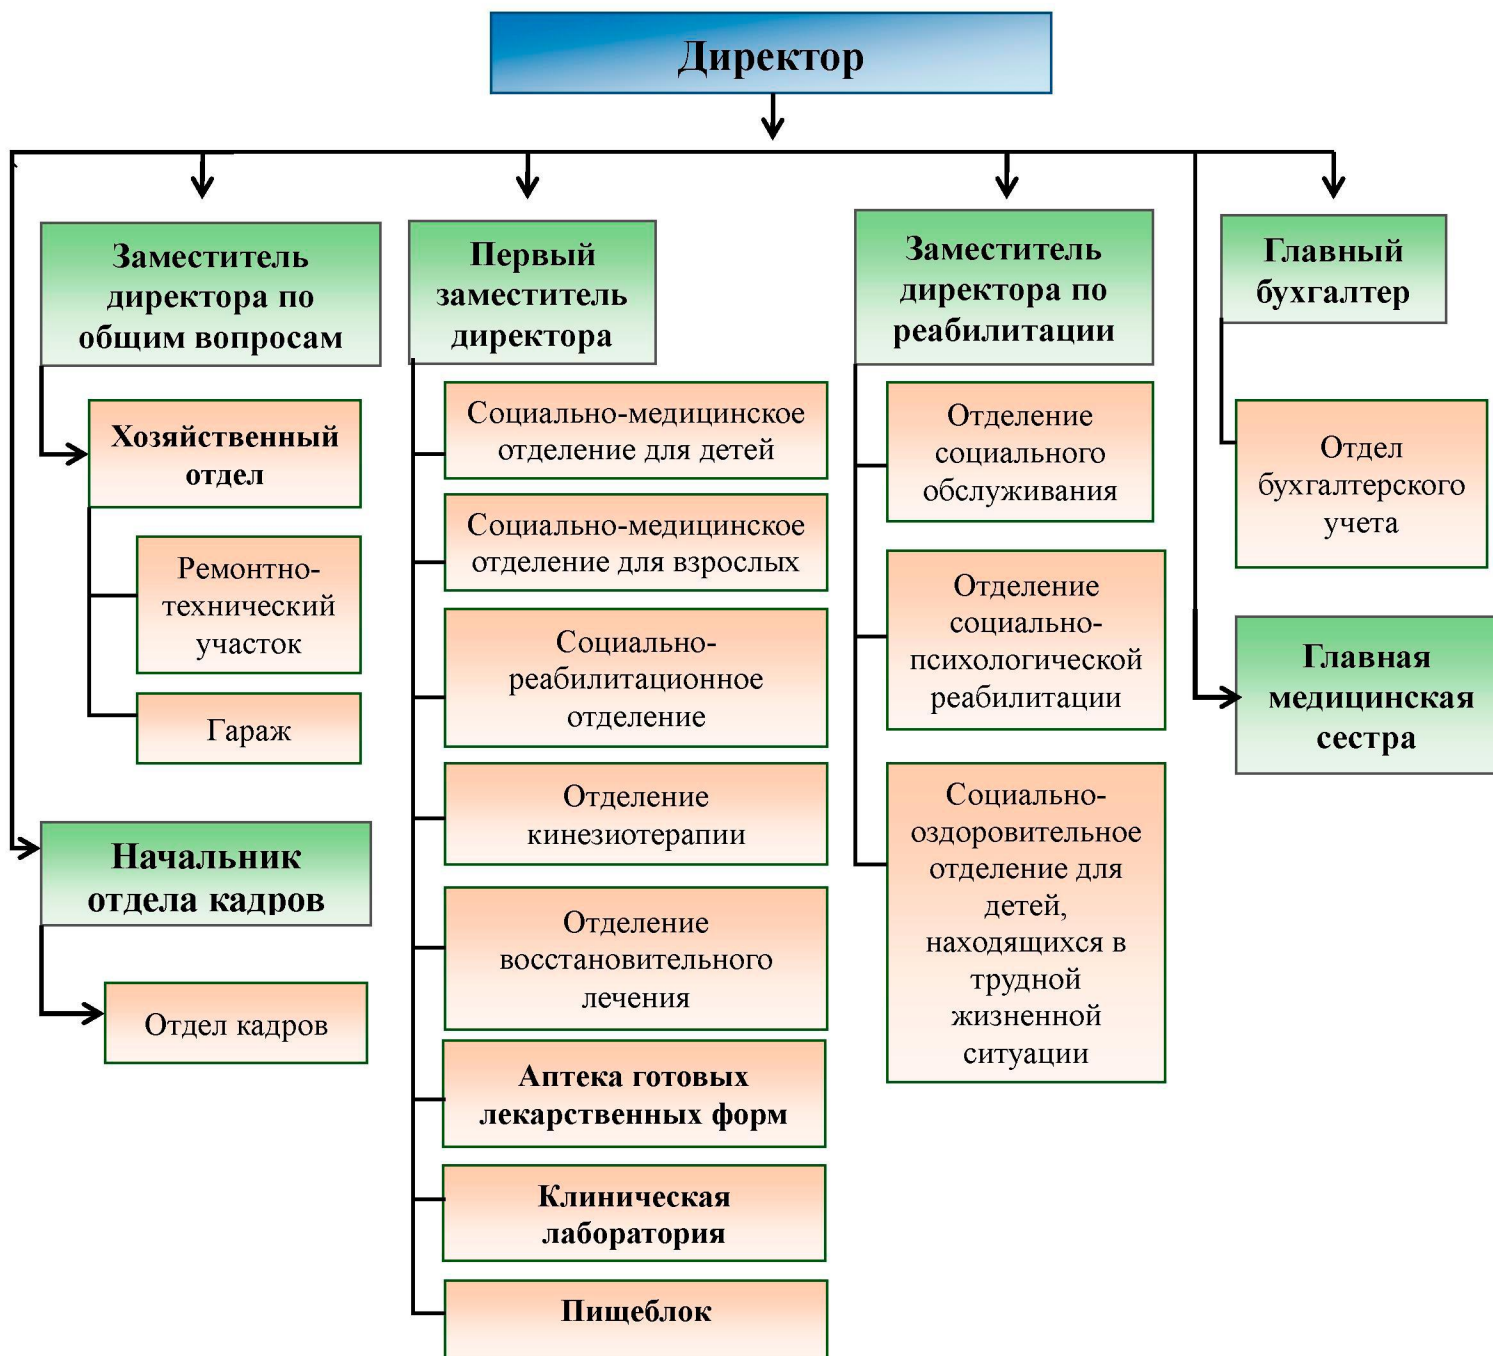 Директор
Заместитель
директора по
общим вопросам
Хозяйственный
отдел
Ремонтно-
технический
участок
Гараж
Начальник
отдела кадров
Отдел кадров
Первый
заместитель
директора
Социально-медицинское
отделение для детей
Социально-медицинское
отделение для взрослых
Социально-
реабилитационное
отделение
Отделение
кинезиотерапии
Отделение
восстановительного
лечения
Аптека готовых
лекарственных форм
Клиническая
лаборатория
Пищеблок
Заместитель
директора по
реабилитации
Отделение
социального
обслуживания
Отделение
социально-
психологической
реабилитации
Социально-
оздоровительное
отделение для
детей,
находящихся в
трудной
жизненной
ситуации
Главный
бухгалтер
Отдел
бухгалтерского
учета
Главная
медицинская
сестра